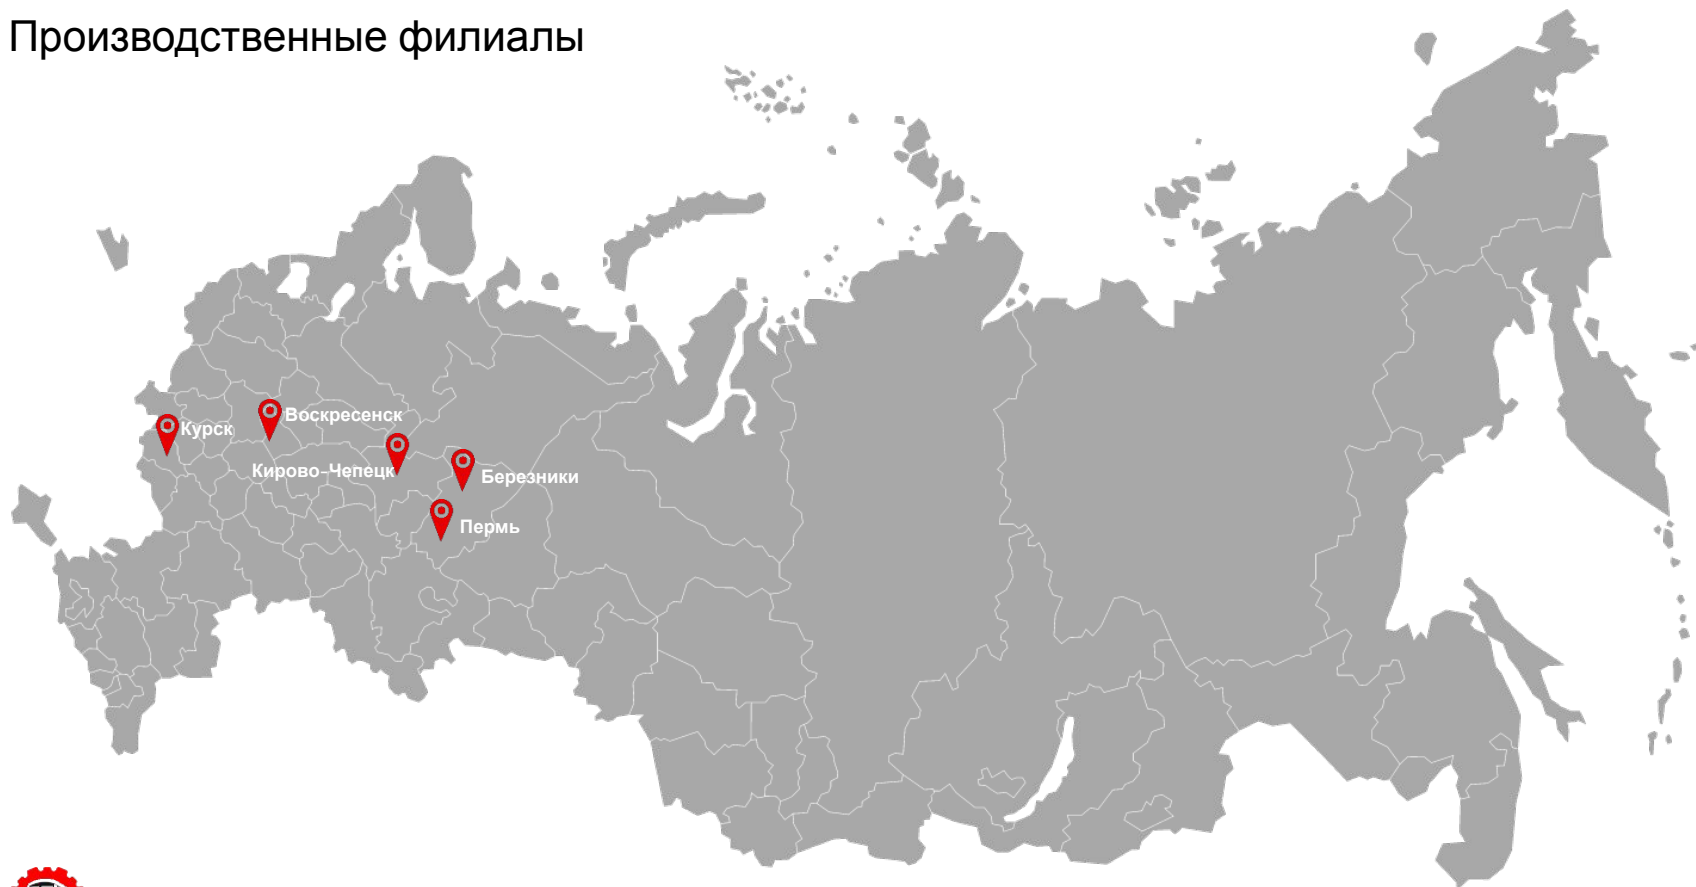 Производственные филиалы
Воскресенск
Курск
Кирово-Чепецк
Березники
Пермь